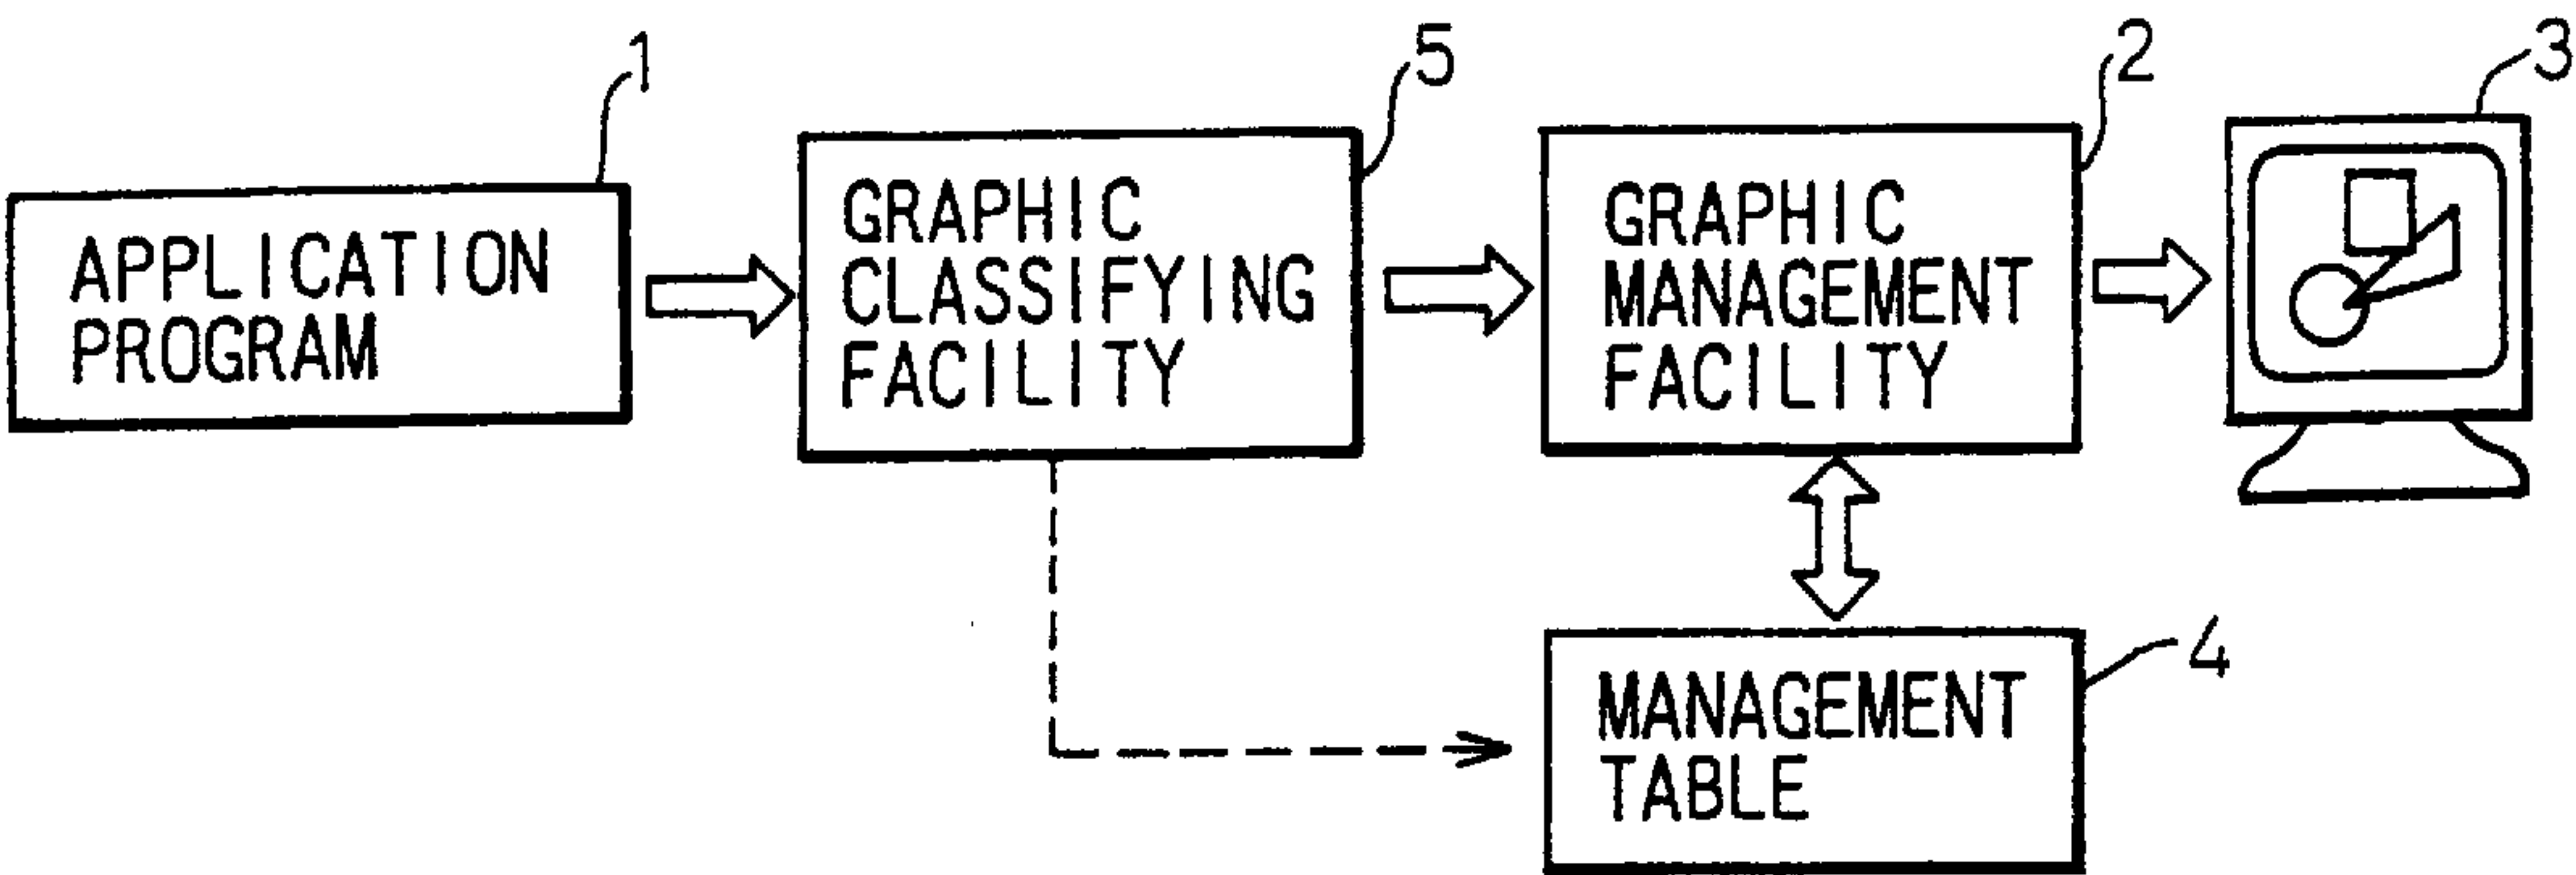 1
5
2
3
APPLICATION
PROGRAM
GRAPHIC
CLASSIFYING
FACILITY
GRAPHIC
MANAGEMENT
FACILITY
4
MANAGEMENT
TABLE